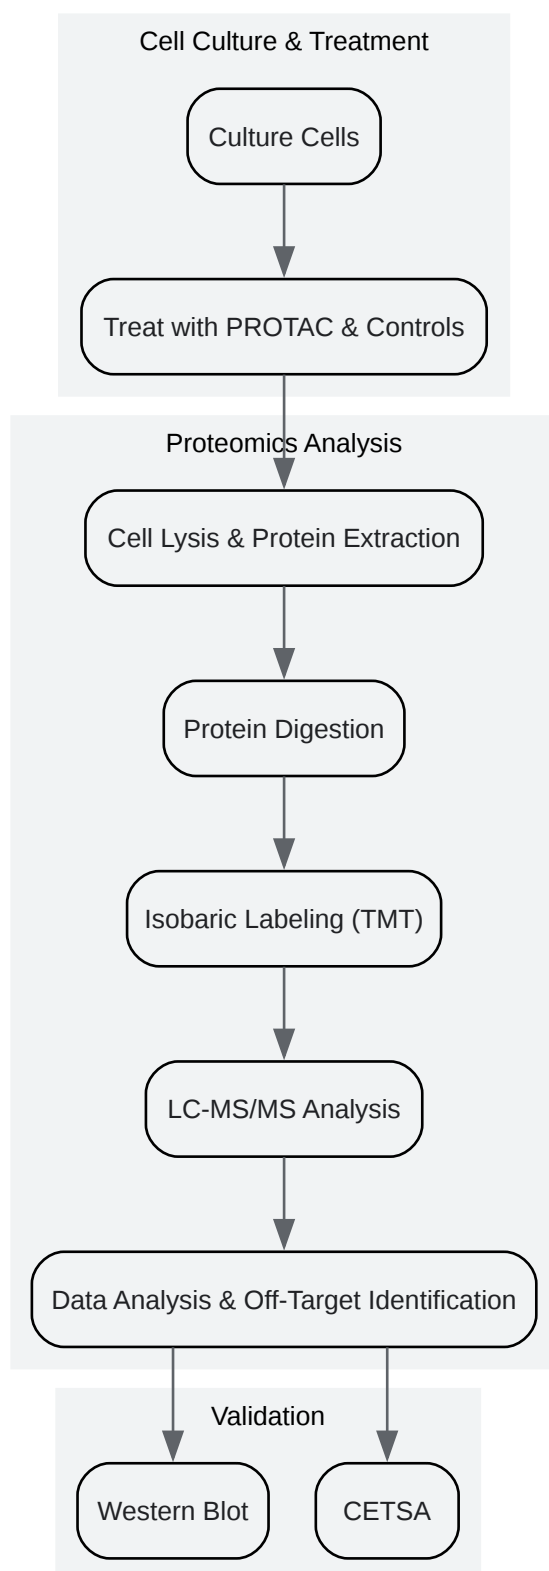 Cell Culture & Treatment
Culture Cells
Treat with PROTAC & Controls
Proteomics Analysis
Cell Lysis & Protein Extraction
Protein Digestion
Isobaric Labeling (TMT)
LC-MS/MS Analysis
Data Analysis & Off-Target Identification
Validation
Western Blot
CETSA